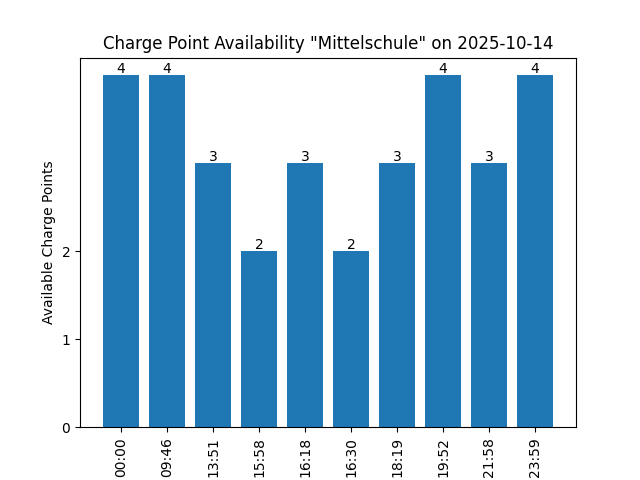 Charge Point Availability "Mittelschule" on 2025-10-14
4 4 3 2 3 2 3 4 3 4
Available Charge Points
2
1
0
00:00 09:46 13:51 15:58 16:18 16:30 18:19 19:52 21:58 23:59